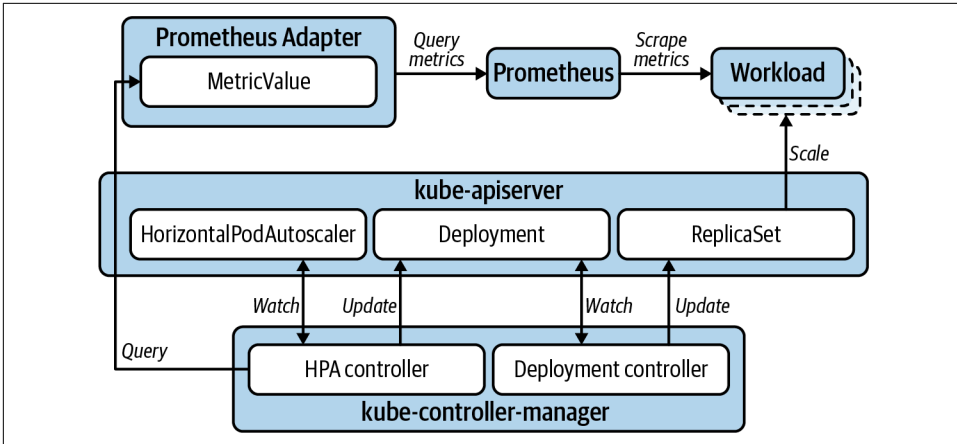 Prometheus Adapter
MetricValue
Query
metrics
Prometheus
Scrape
metrics
Workload
Scale
kube-apiserver
HorizontalPodAutoscaler
Deployment
ReplicaSet
Watch
Update
Watch
Update
Query
HPA controller
Deployment controller
kube-controller-manager